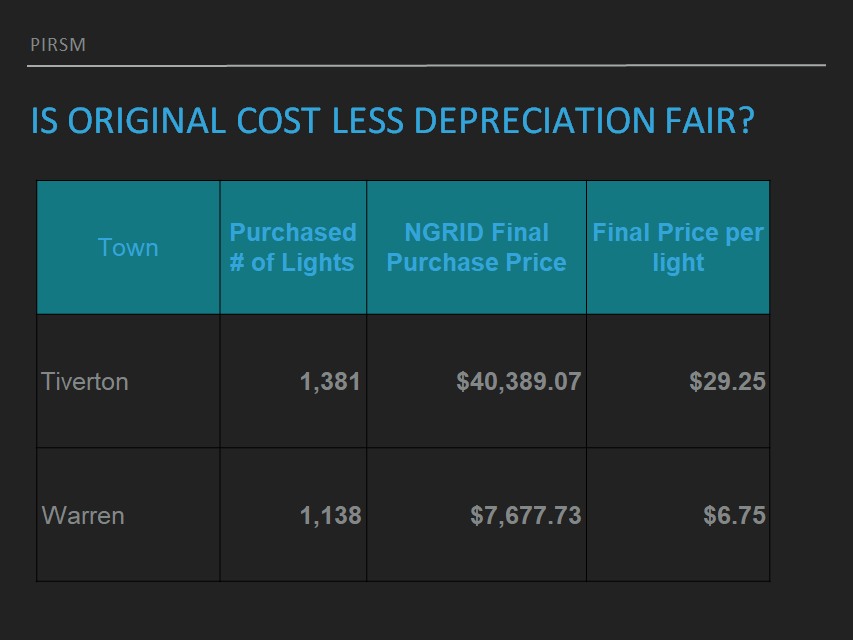 PIRSM
IS ORIGINAL COST LESS DEPRECIATION FAIR?
Town
Purchased
# of Lights
NGRID Final
Purchase Price
Final Price per
light
Tiverton 1,381 $40,389.07 $29.25
Warren 1,138 $7,677.73 $6.75